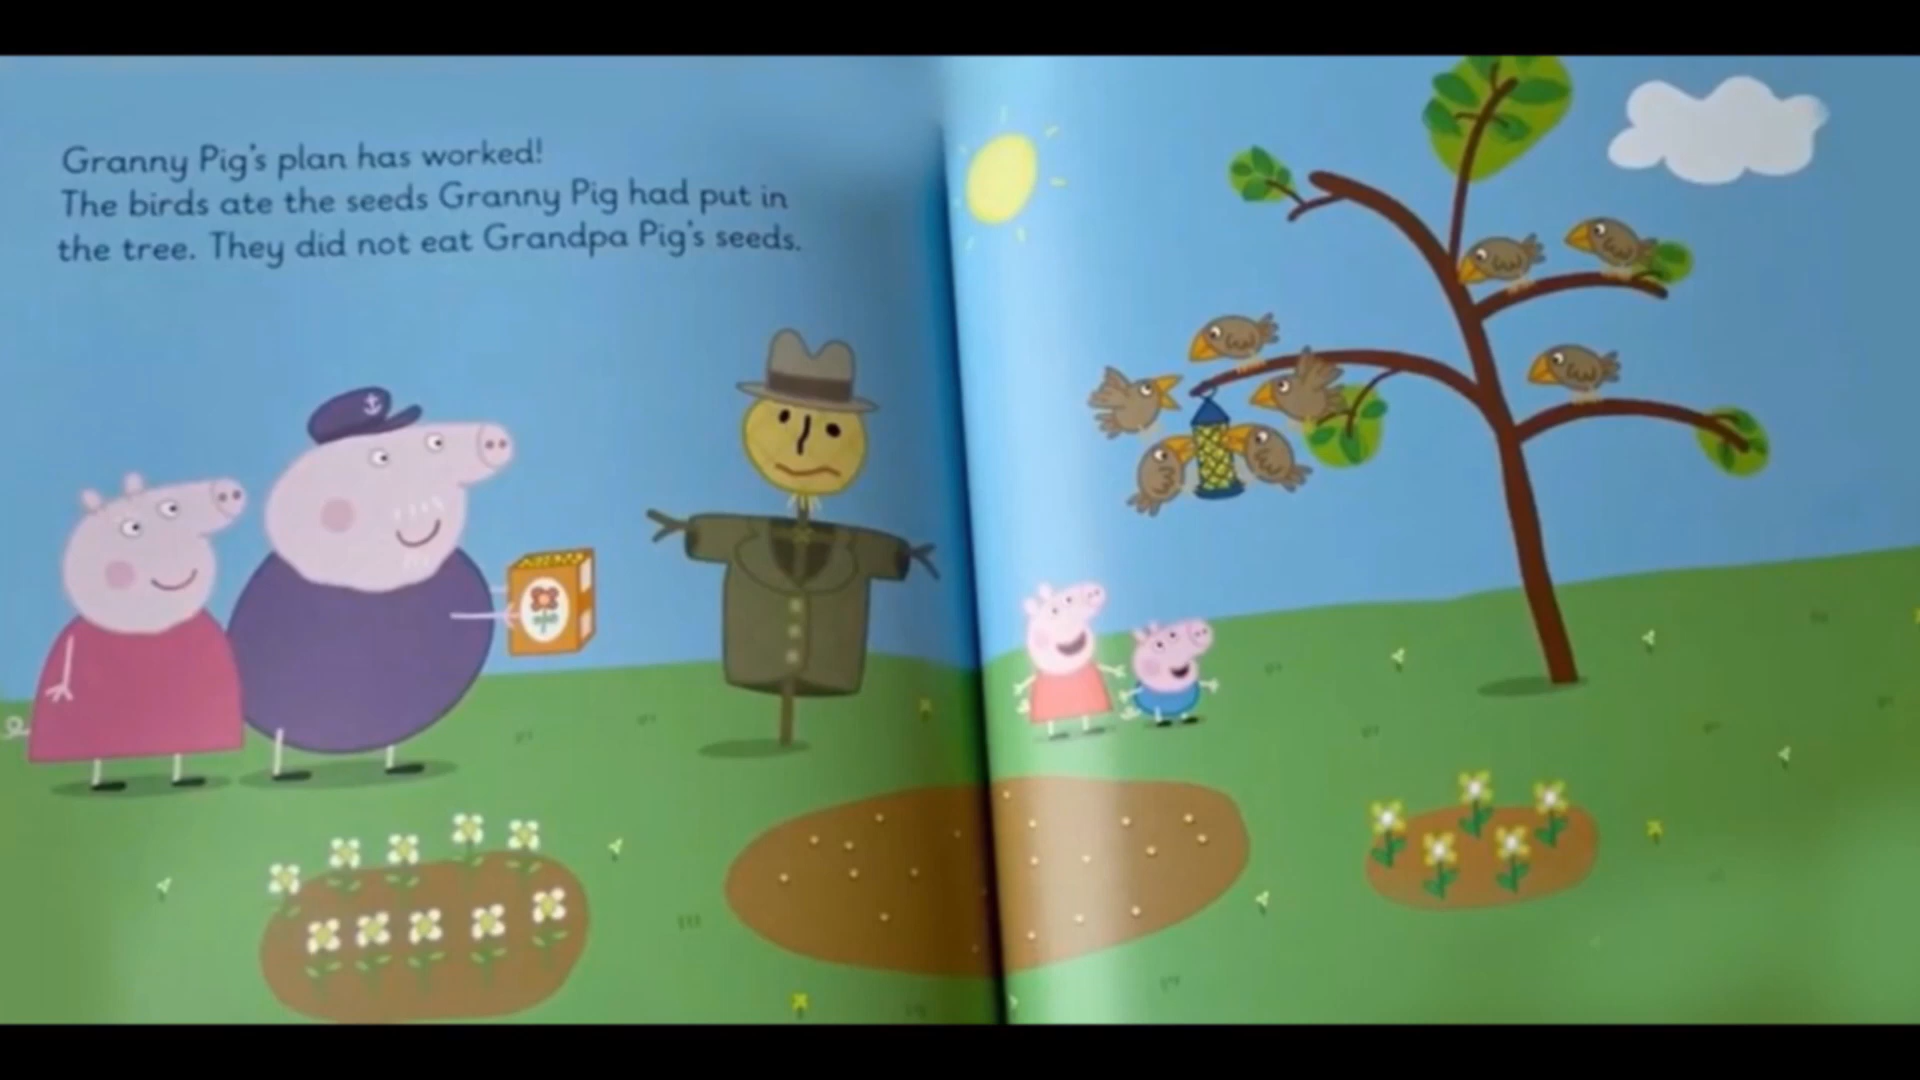 Granny Pig's plan has worked!
The birds ate the seeds Granny Pig had put in
the tree. They did not eat Grandpa Pig's seeds.